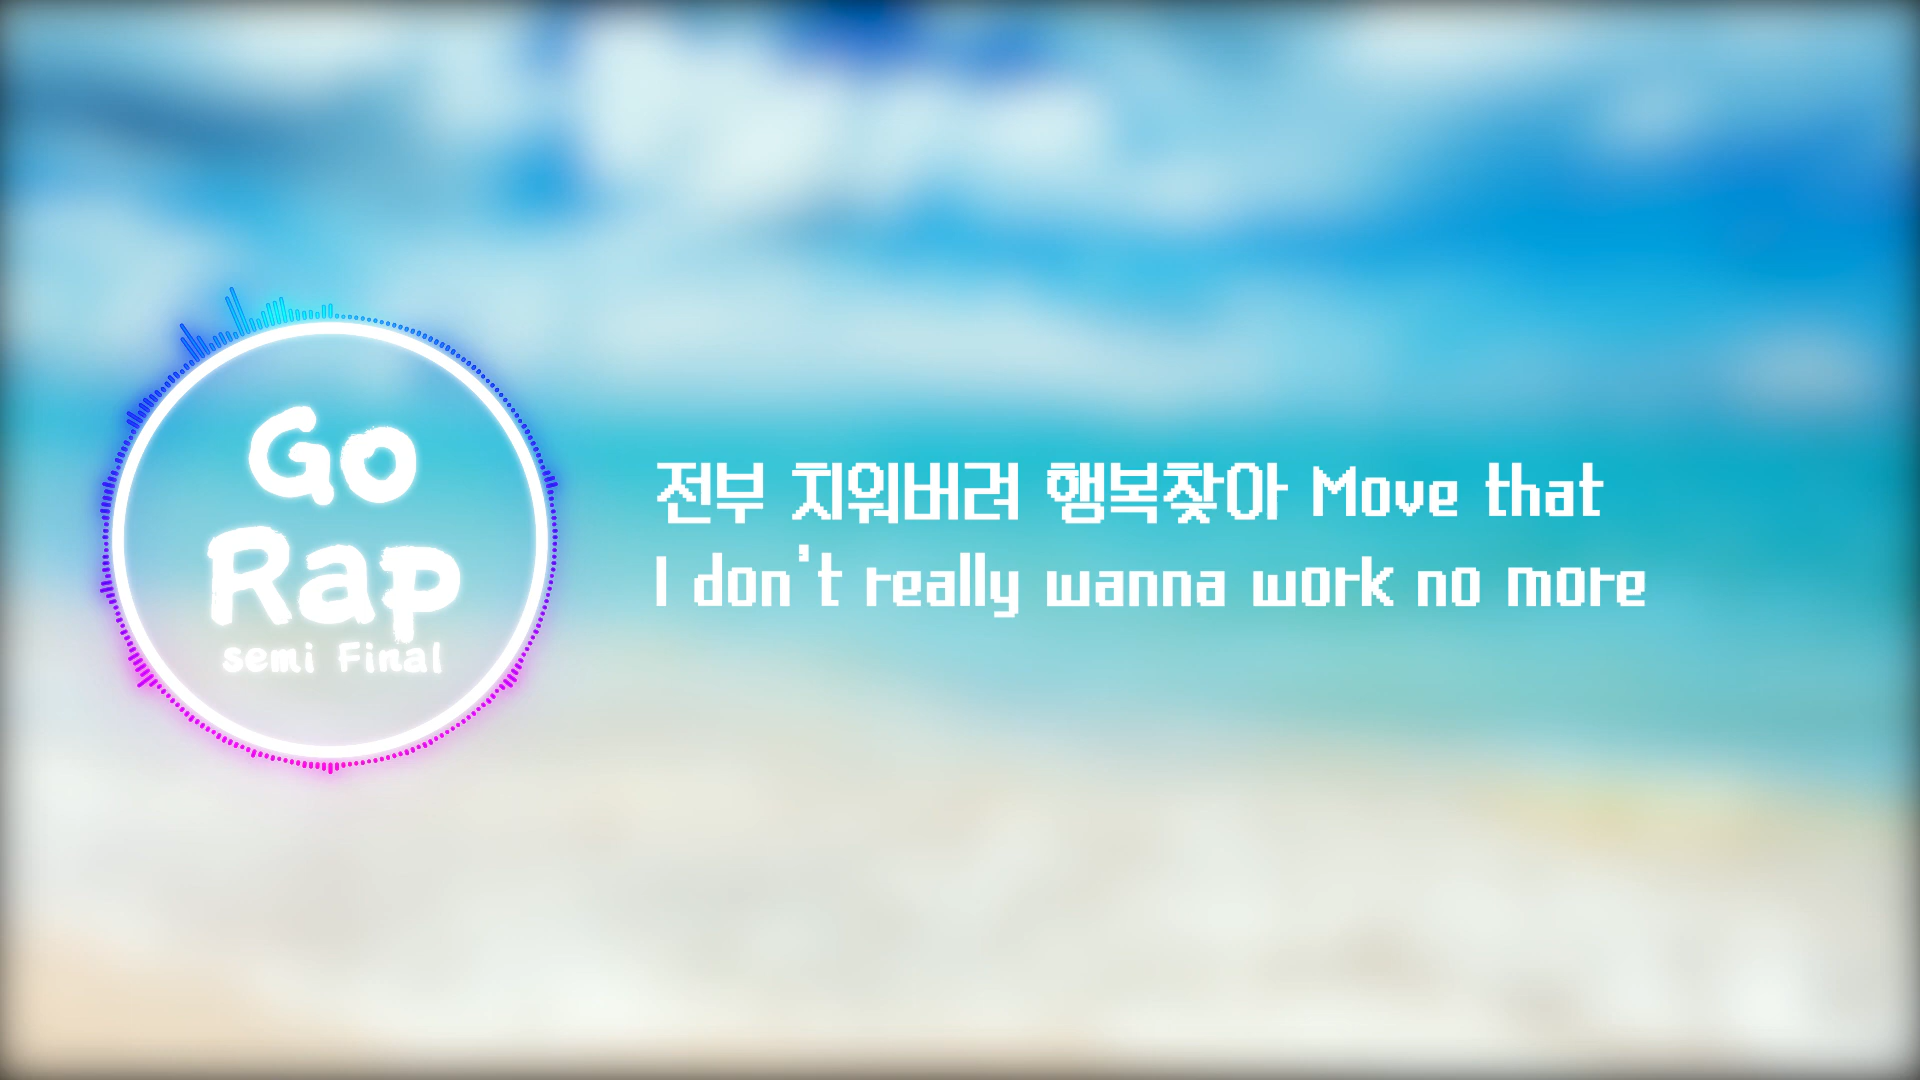 Go
Rap
semi Final
전부 치워버려 행복찾아 Move that
I don't really wanna work no more